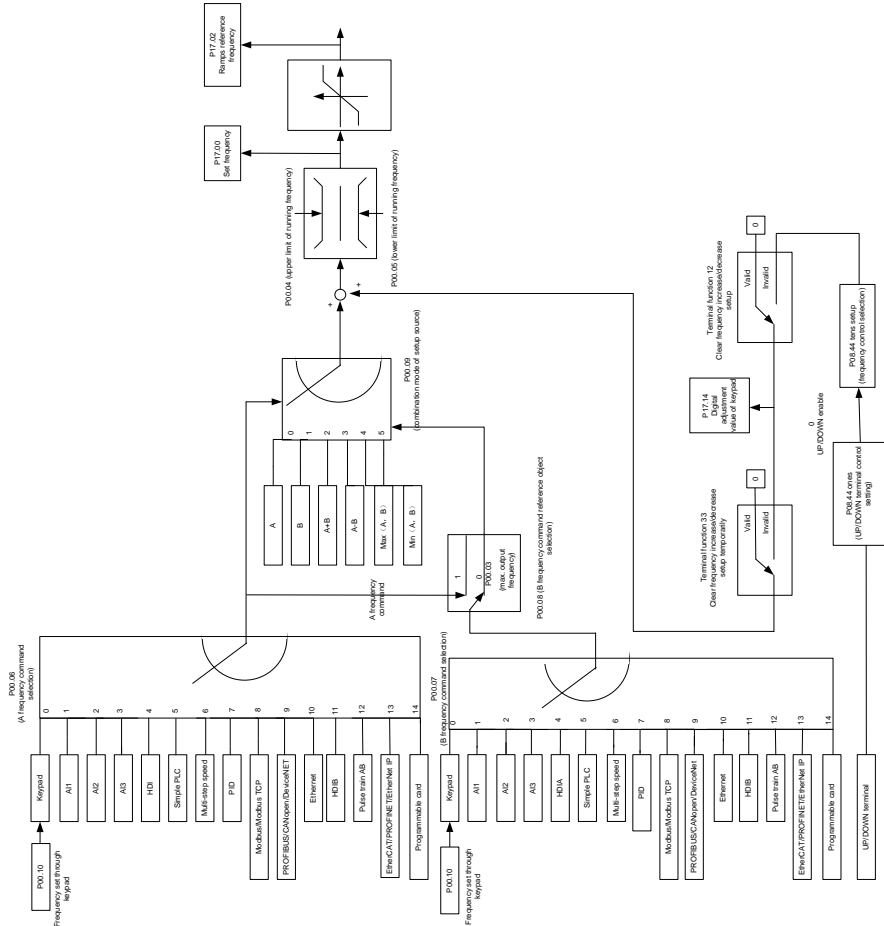 P17.02
Ramps reference
frequency
P17.00
Set frequency
P00.04 (upper limit of running frequency)
P00.05 (lower limit of running frequency)
+
+
P00.09
(combination mode of setup source)
0
1
2
3
4
5
A
B
A+B
A-B
Max（A，B）
Min（A，B）
A frequency
command
1
0
P00.03
(max. output
frequency)
P00.08 (B frequency command reference object
selection)
P00.06
(A frequency command
selection)
0
1
2
3
4
5
6
7
8
9
10
11
12
13
14
Keypad
AI1
AI2
AI3
HDI
Simple PLC
Multi-step speed
PID
Modbus/Modbus TCP
PROFIBUS/CANopen/DeviceNET
Ethernet
HDIB
Pulse train AB
EtherCAT/PROFINET/EtherNet IP
Programmable card
P00.10
Frequency set through
keypad
P00.07
(B frequency command selection)
0
1
2
3
4
5
6
7
8
9
10
11
12
13
14
Keypad
AI1
AI2
AI3
HDIA
Simple PLC
Multi-step speed
PID
Modbus/Modbus TCP
PROFIBUS/CANopen/DeviceNet
Ethernet
HDIB
Pulse train AB
EtherCAT/PROFINET/EtherNet IP
Programmable card
P00.10
Frequency set through
keypad
Terminal function 12
Clear frequency increase/decrease
setup
Valid
Invalid
0
P17.14
Digital
adjustment
value of keypad
Terminal function 33
Clear frequency increase/decrease
setup temporarily
Valid
Invalid
0
P08.44 tens setup
(frequency control selection)
0
UP/DOWN enable
P08.44 ones
(UP/DOWN terminal control
setting)
UP/DOWN terminal